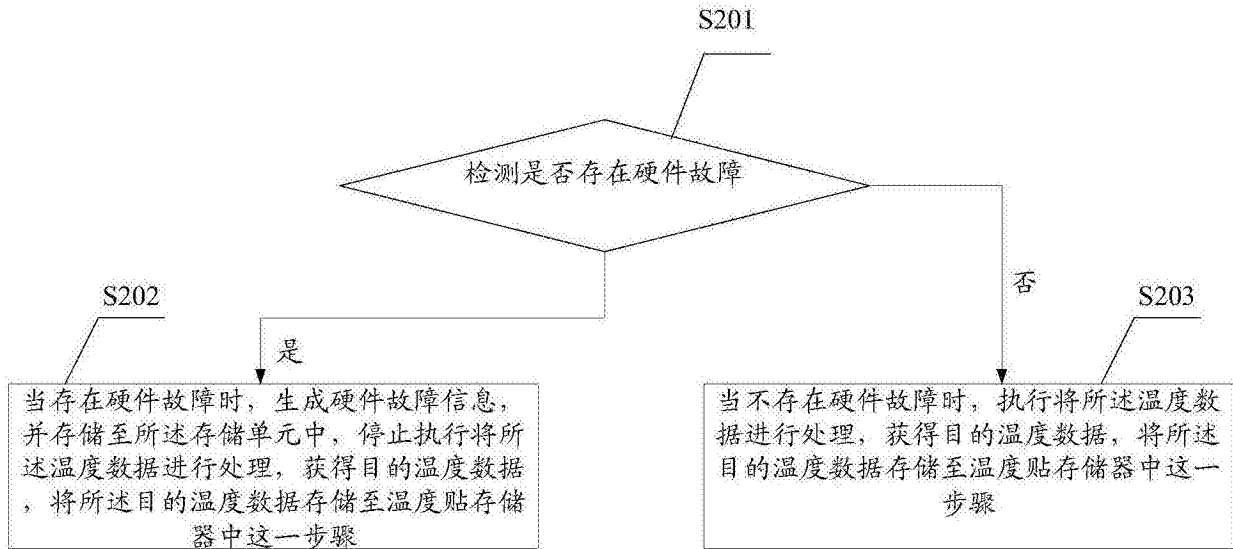 S201
检测是否存在硬件故障
否
S202
S203
是
当存在硬件故障时，生成硬件故障信息，
并存储至所述存储单元中，停止执行将所
述温度数据进行处理，获得目的温度数据
，将所述目的温度数据存储至温度贴存储
器中这一步骤
当不存在硬件故障时，执行将所述温度数
据进行处理，获得目的温度数据，将所述
目的温度数据存储至温度贴存储器中这一
步骤